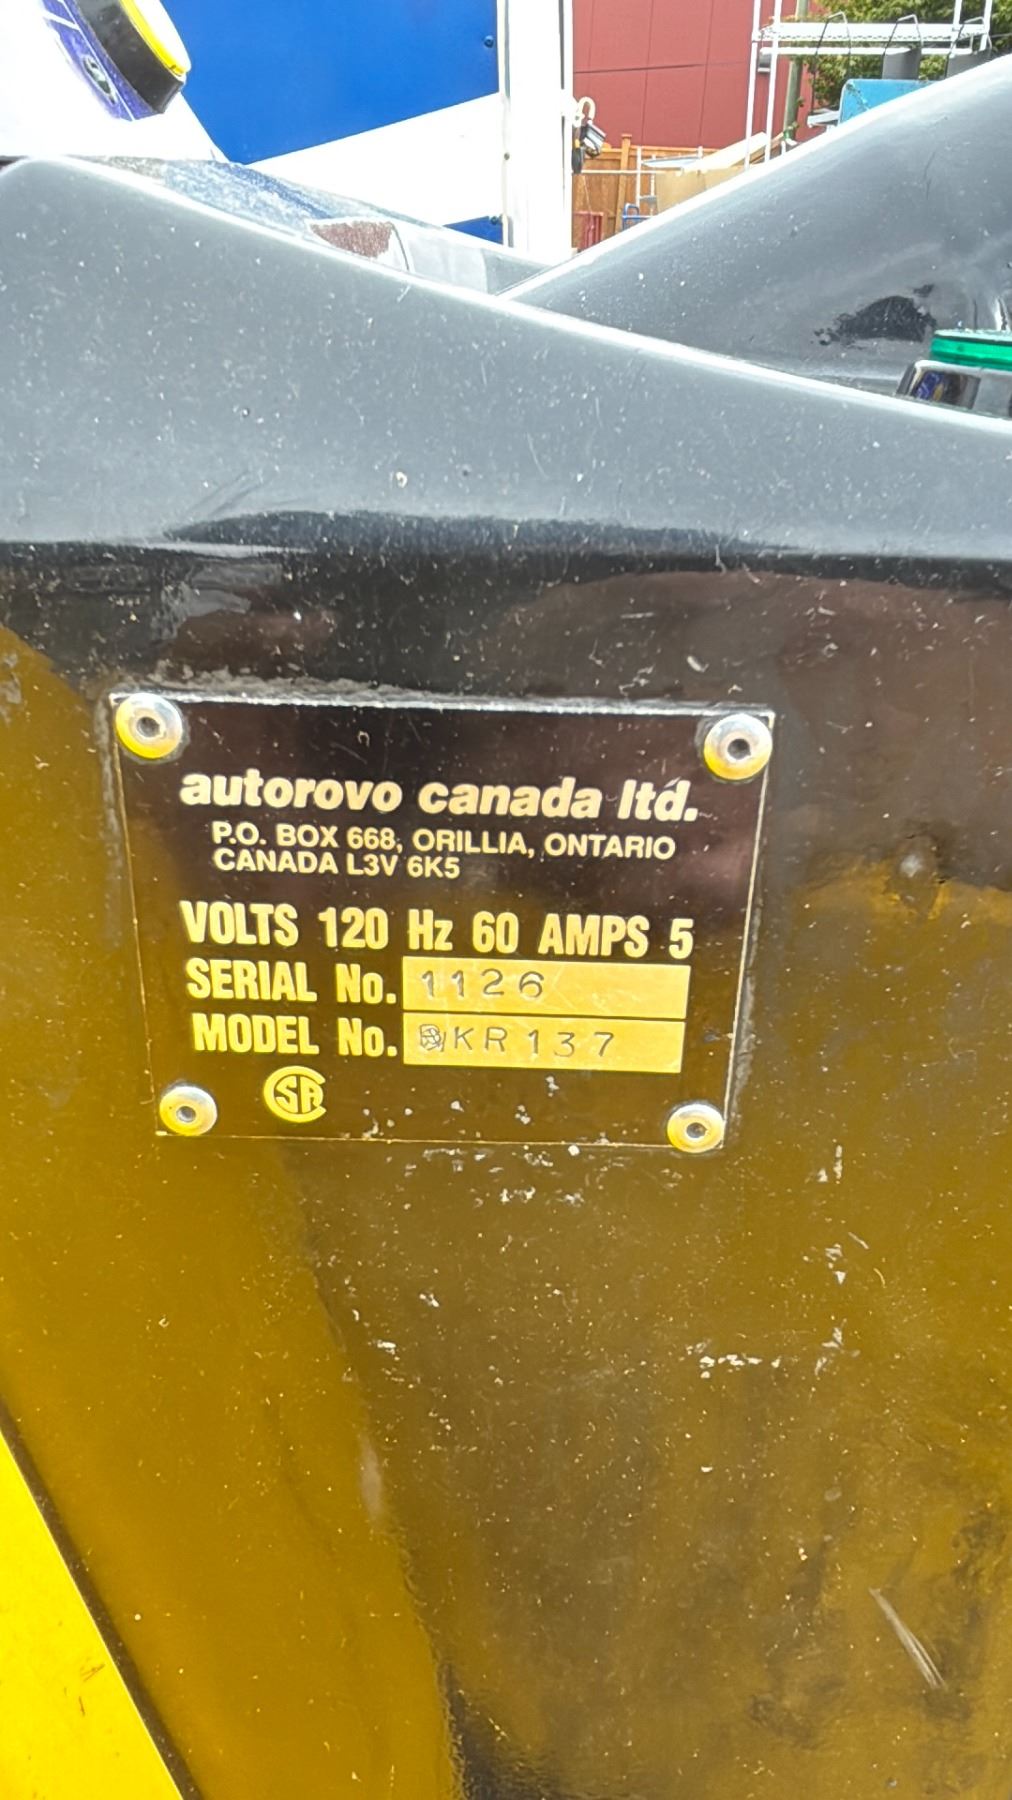 autorovo canada ltd.
P.O. BOX 668, ORILLIA, ONTARIO
CANADA L3V 6K5
VOLTS 120 Hz 60 AMPS 5
SERIAL No. 1126
MODEL No. KR137
SA